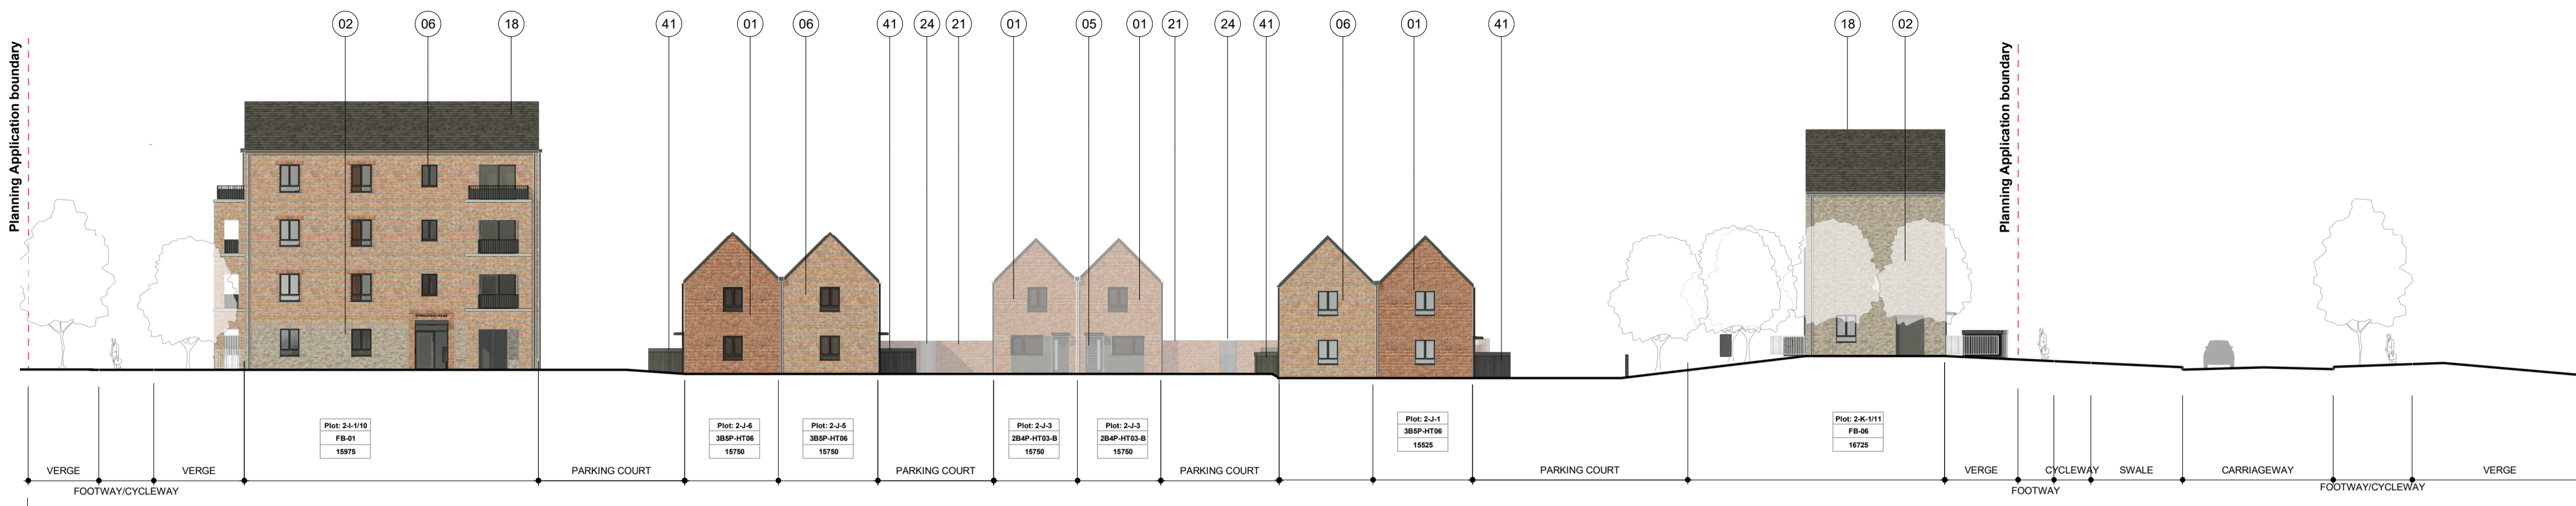 02 06 18 41 01 06 41 24 21 01 05 01 21 24 41 06 01 41 18 02
Planning Application boundary
Planning Application boundary
Plot: 2-I-1/10
FB-01
15975
Plot: 2-J-6
3B5P-HT06
15750
Plot: 2-J-5
3B5P-HT06
15750
Plot: 2-J-3
2B4P-HT03-B
15750
Plot: 2-J-3
2B4P-HT03-B
15750
Plot: 2-J-1
3B5P-HT06
15525
Plot: 2-K-1/11
FB-06
16725
VERGE VERGE PARKING COURT PARKING COURT PARKING COURT PARKING COURT VERGE CYCLEWAY SWALE CARRIAGEWAY VERGE
FOOTWAY/CYCLEWAY FOOTWAY FOOTWAY/CYCLEWAY